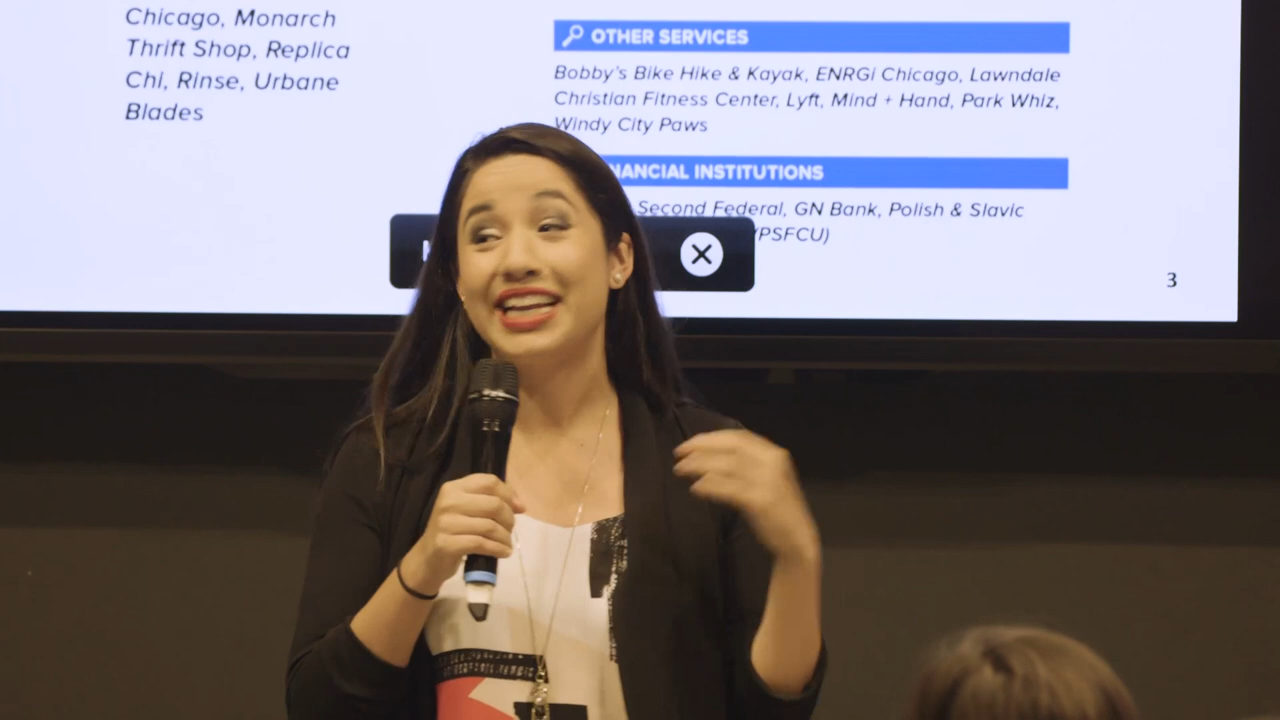 Chicago, Monarch
Thrift Shop, Replica
Chi, Rinse, Urbane
Blades
OTHER SERVICES
Bobby's Bike Hike & Kayak, ENRGi Chicago, Lawndale
Christian Fitness Center, Lyft, Mind + Hand, Park Whiz,
Windy City Paws
INSTITUTIONS
Second Federal, GN Bank, Polish & Slavic
(PSFCU)
3